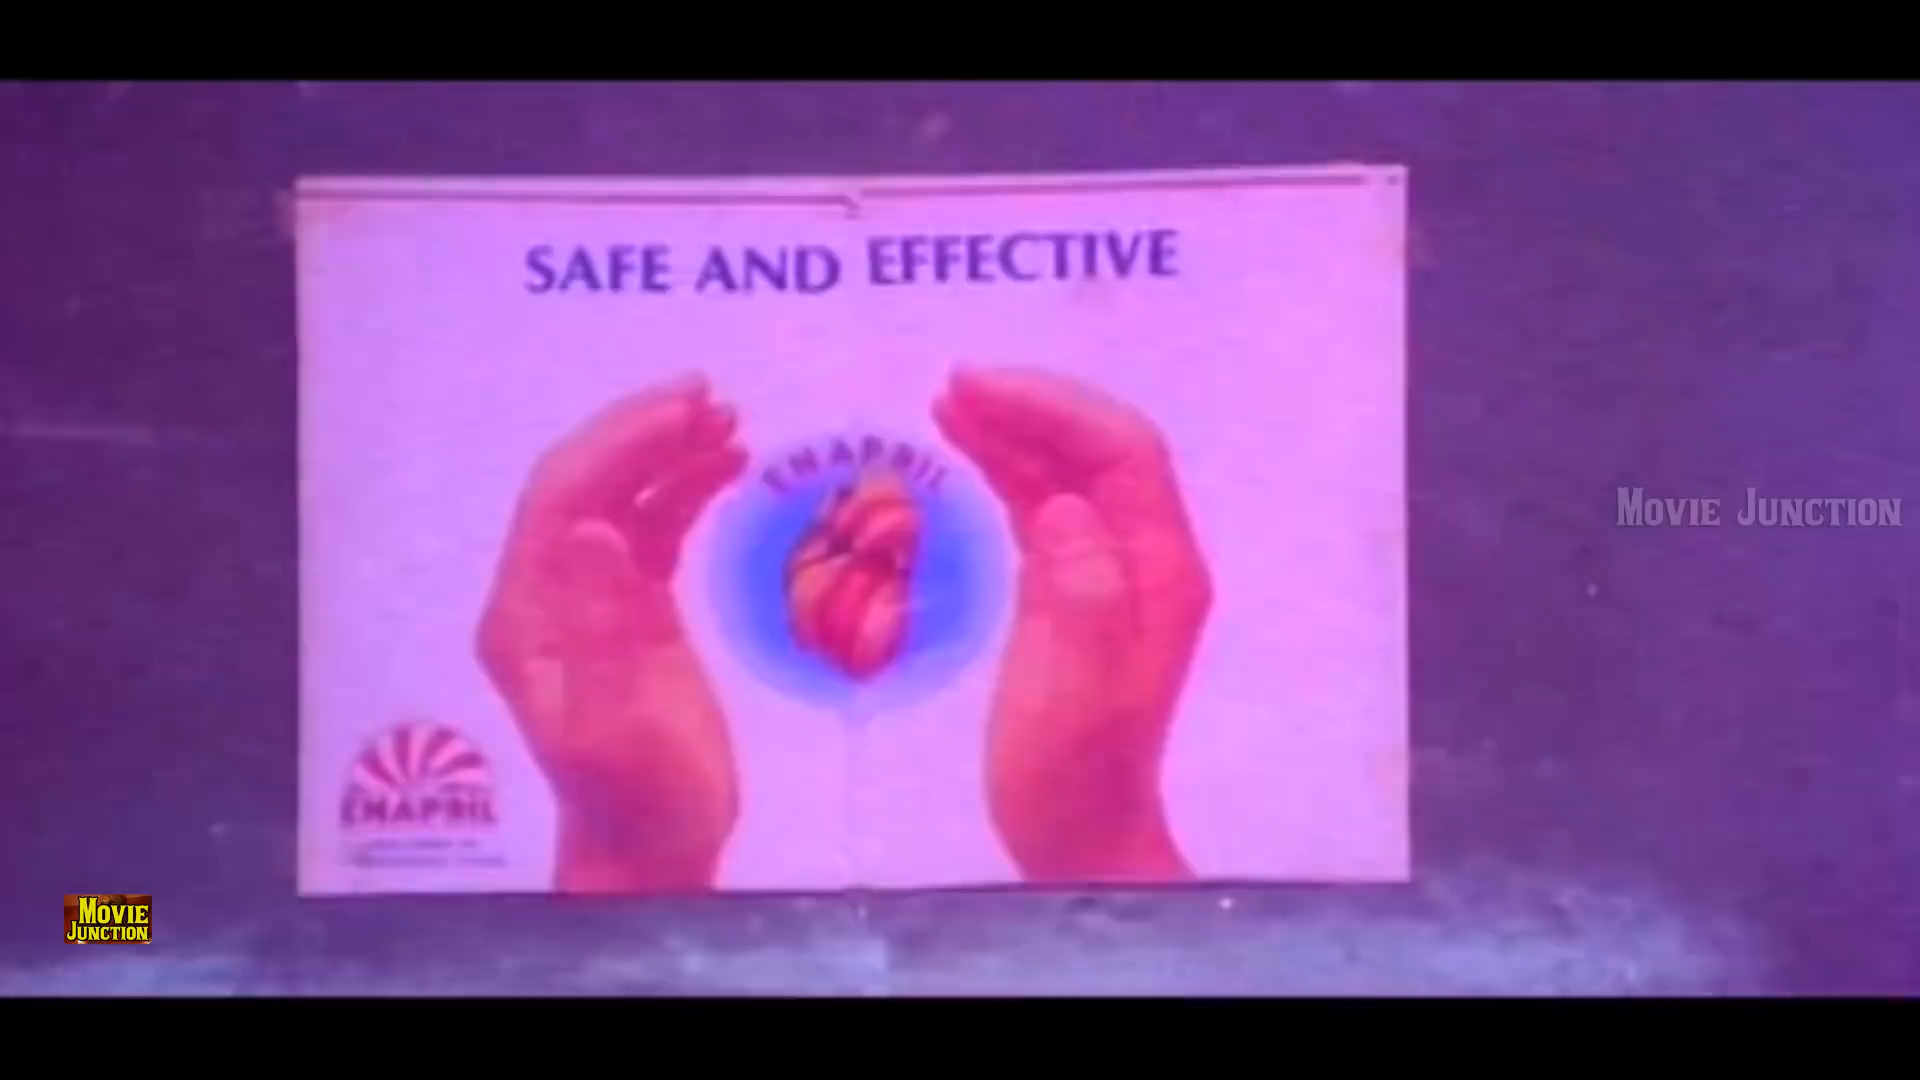 SAFE AND EFFECTIVE
ENAPRIL
MOVIE JUNCTION
ENAPRIL
MOVIE
JUNCTION